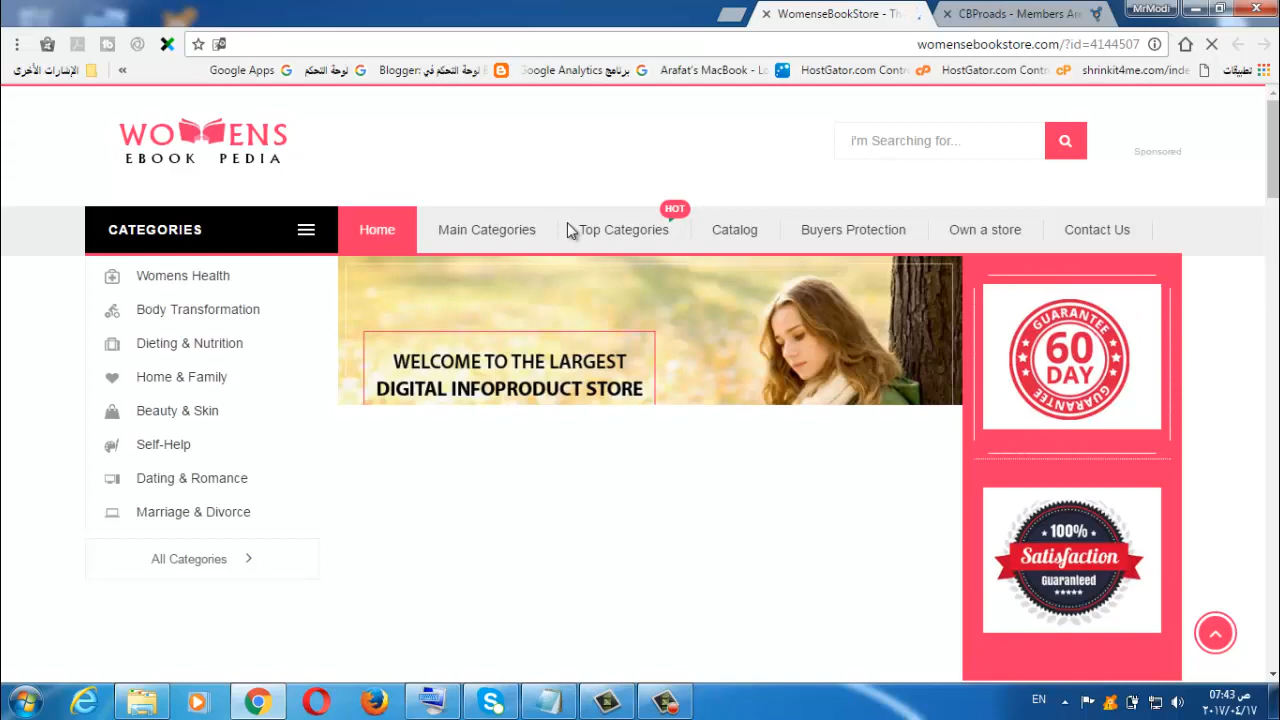 WomenseBookStore - Th
CBProads - Members Are
MrModi
womensebookstore.com/?id=4144507
الإشارات الأخرى
«
Google Apps
لوحة التحكم
Blogger: لوحة التحكم في
برنامج Google Analytics
Arafat's MacBook - Lo
HostGator.com Contr
HostGator.com Contr
shrinkit4me.com/inde
تطبيقات
WOMENS
EBOOK PEDIA
i'm Searching for...
Sponsored
HOT
CATEGORIES
Home
Main Categories
Top Categories
Catalog
Buyers Protection
Own a store
Contact Us
Womens Health
Body Transformation
Dieting & Nutrition
Home & Family
Beauty & Skin
Self-Help
Dating & Romance
Marriage & Divorce
All Categories
WELCOME TO THE LARGEST
DIGITAL INFOPRODUCT STORE
GUARANTEE
60
DAY
GUARANTEE
100%
Satisfaction
Guaranteed
EN
07:43 ص
٢٠١٧/٠٤/١٧